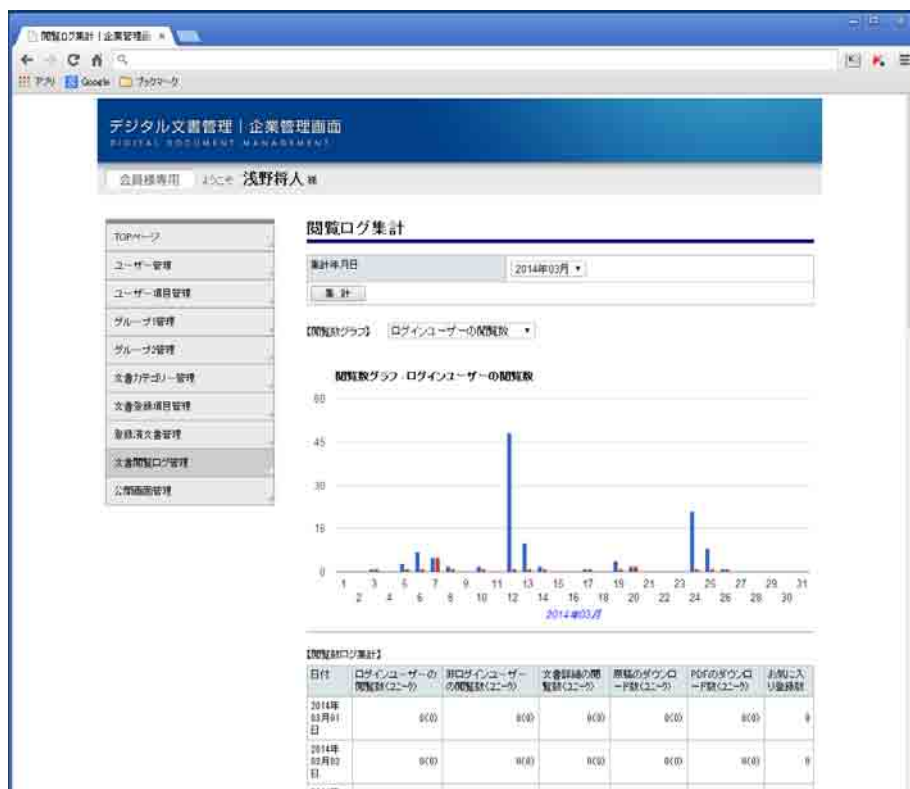 閲覧ログ集計 | 企業管理画
アプリ Google ブックマーク
デジタル文書管理 | 企業管理画面
DIGITAL DOCUMENT MANAGEMENT
会員様専用 ようこそ 浅野将人 様
TOPページ
ユーザー管理
ユーザー項目管理
グループ1管理
グループ2管理
文書カテゴリー管理
文書登録項目管理
登録済文書管理
文書閲覧ログ管理
公開画面管理
閲覧ログ集計
集計年月日 2014年03月
集 計
【閲覧数グラフ】 ログインユーザーの閲覧数
閲覧数グラフ - ログインユーザーの閲覧数
60
45
30
15
0
1 3 5 7 9 11 13 15 17 19 21 23 25 27 29 31
2 4 6 8 10 12 14 16 18 20 22 24 26 28 30
2014年03月
【閲覧数ログ集計】
日付 ログインユーザーの閲覧数(ユニーク) 非ログインユーザーの閲覧数(ユニーク) 文書詳細の閲覧数(ユニーク) 原稿のダウンロード数(ユニーク) PDFのダウンロード数(ユニーク) お気に入り登録数
2014年03月01日 0(0) 0(0) 0(0) 0(0) 0(0) 0
2014年03月02日 0(0) 0(0) 0(0) 0(0) 0(0) 0